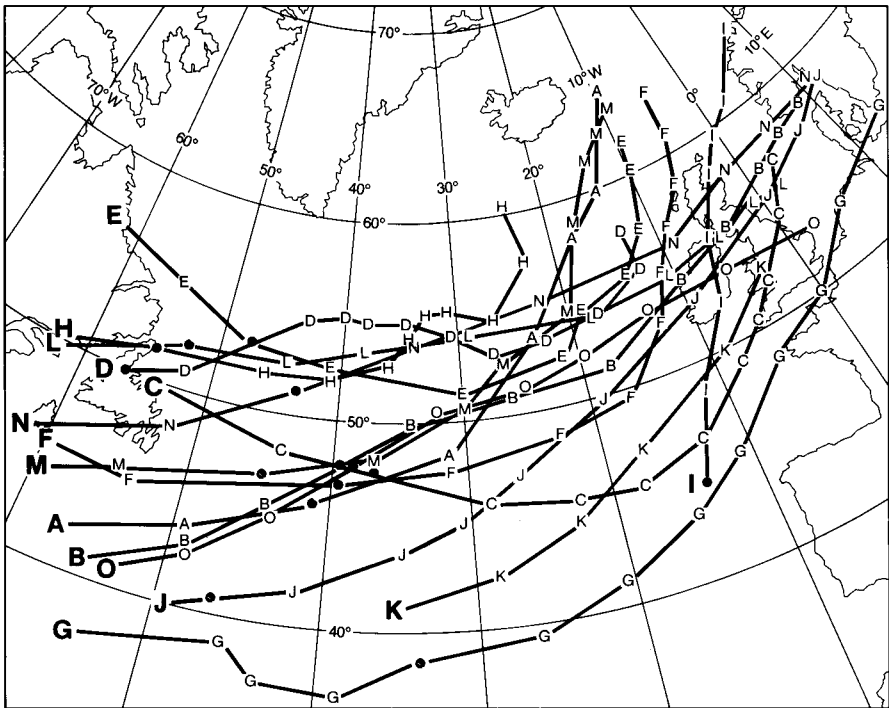 70°
10°E
I
70°W
10°W
N J
A F 0°
I B G
M
60° M F I N B J
E
50° M C
40° 30° 20° A E N B
F L
G
H L J
60° M C
E A D E I B O
F N L
H D E F L B O K C
E N I G
D D D D H H H M E L D O J
H D L A D F C
L L N M E O K G
H H H D B
L E J C
D D O
C E M B F
N N 50° B I K
F M F C
M M A F J G
F I
B C C C
A A O J K
B G
B O J
O J K G
J K
G 40° G
G
G G